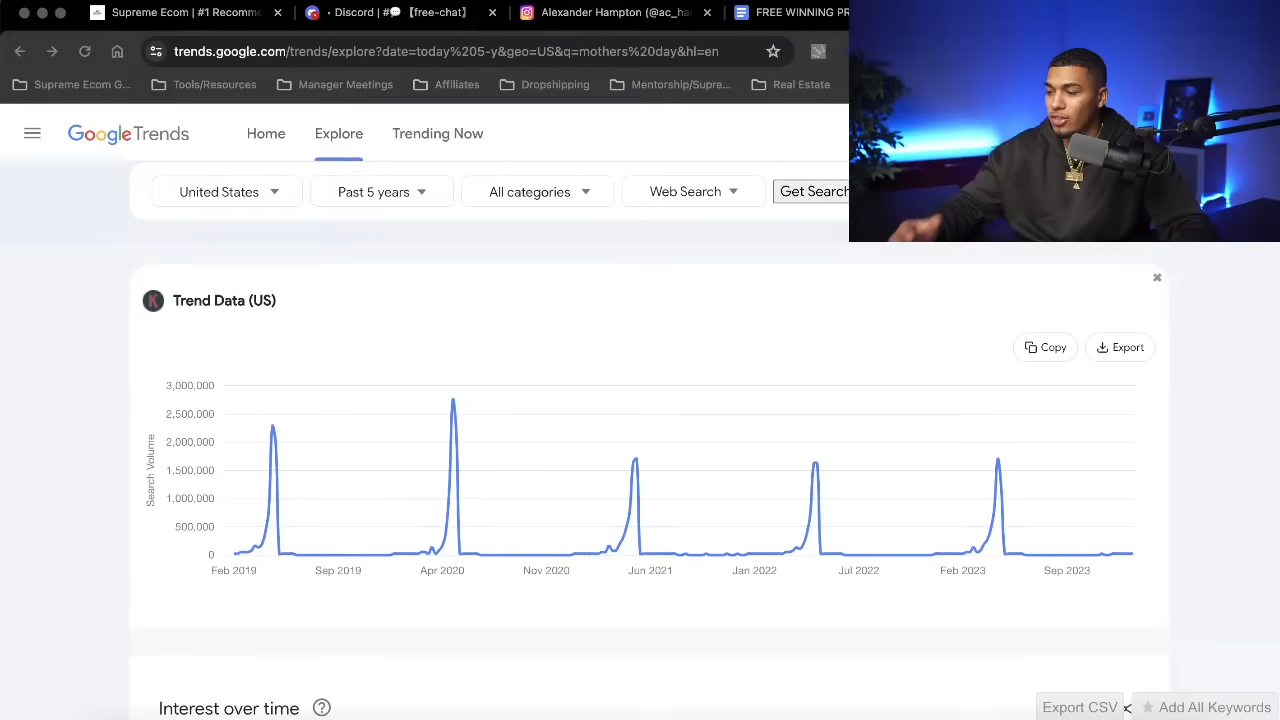 Supreme Ecom | #1 Recomme
• Discord | #💬【free-chat】
Alexander Hampton (@ac_ha
FREE WINNING PR
trends.google.com/trends/explore?date=today%205-y&geo=US&q=mothers%20day&hl=en
Supreme Ecom G...
Tools/Resources
Manager Meetings
Affiliates
Dropshipping
Mentorship/Supre...
Real Estate
Google Trends
Home
Explore
Trending Now
United States
Past 5 years
All categories
Web Search
Get Search
K
Trend Data (US)
Copy
Export
Search Volume
3,000,000
2,500,000
2,000,000
1,500,000
1,000,000
500,000
0
Feb 2019
Sep 2019
Apr 2020
Nov 2020
Jun 2021
Jan 2022
Jul 2022
Feb 2023
Sep 2023
Interest over time
Export CSV
Add All Keywords